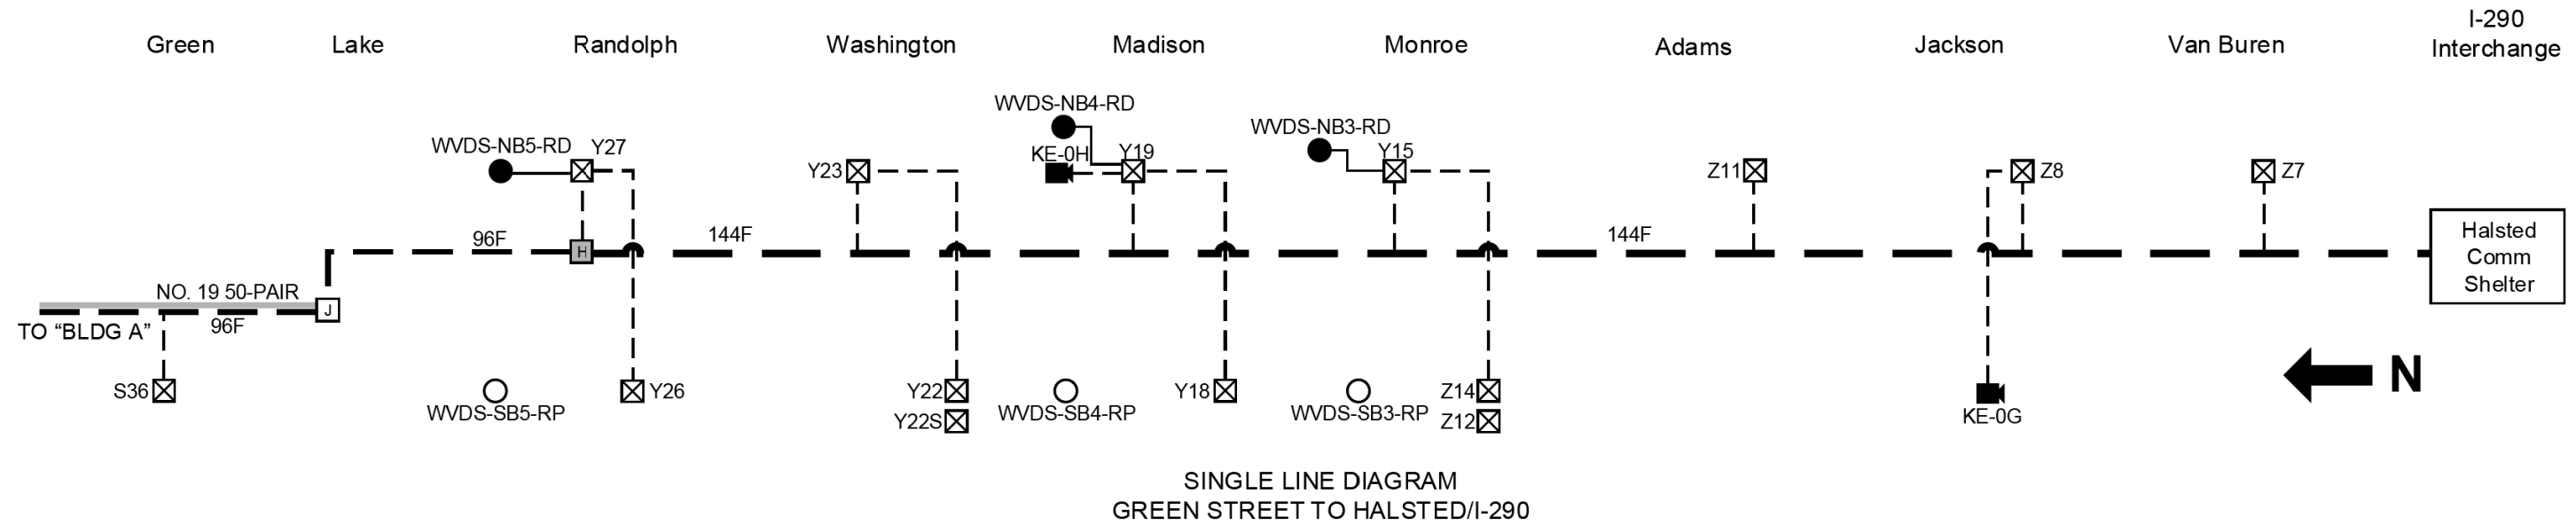 I-290
Green Lake Randolph Washington Madison Monroe Adams Jackson Van Buren Interchange
WVDS-NB4-RD
WVDS-NB3-RD
WVDS-NB5-RD Y27 KE-0H Y19 Y15
Y23 Z11 Z8 Z7
96F 144F 144F
H
Halsted
Comm
Shelter
NO. 19 50-PAIR
J
TO “BLDG A” 96F
N
S36 Y26 Y22 Y18 Z14
WVDS-SB5-RP WVDS-SB4-RP WVDS-SB3-RP KE-0G
Y22S Z12
SINGLE LINE DIAGRAM
GREEN STREET TO HALSTED/I-290